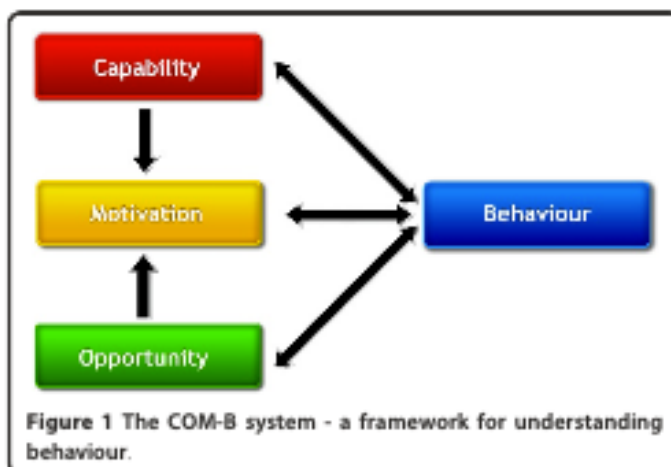 Capability
Motivation
Behaviour
Opportunity
Figure 1 The COM-B system - a framework for understanding
behaviour.